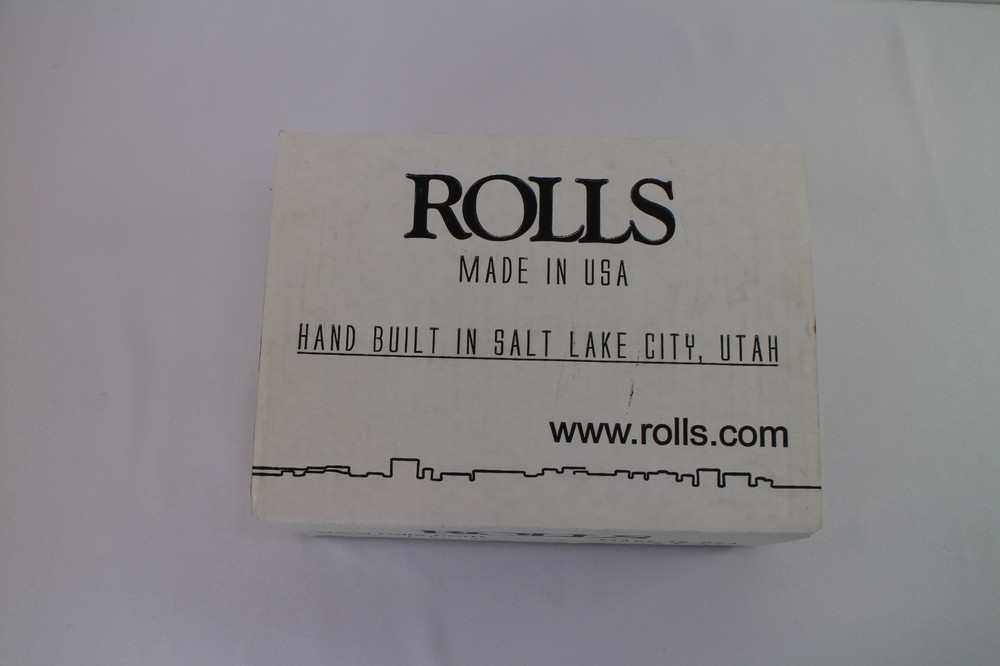 ROLLS
MADE IN USA
HAND BUILT IN SALT LAKE CITY, UTAH
www.rolls.com